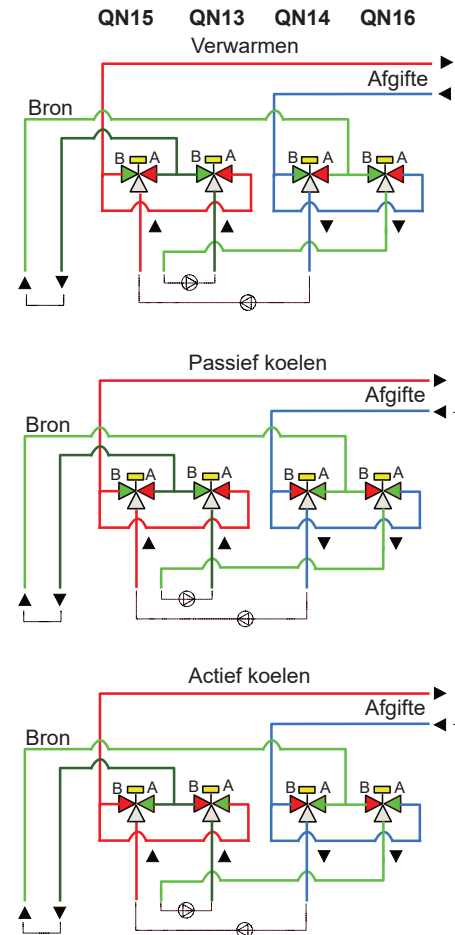 QN15 QN13 QN14 QN16
Verwarmen
Afgifte
Bron
B A B A B A B A
Passief koelen
Afgifte
Bron
B A B A B A B A
Actief koelen
Afgifte
Bron
B A B A B A B A